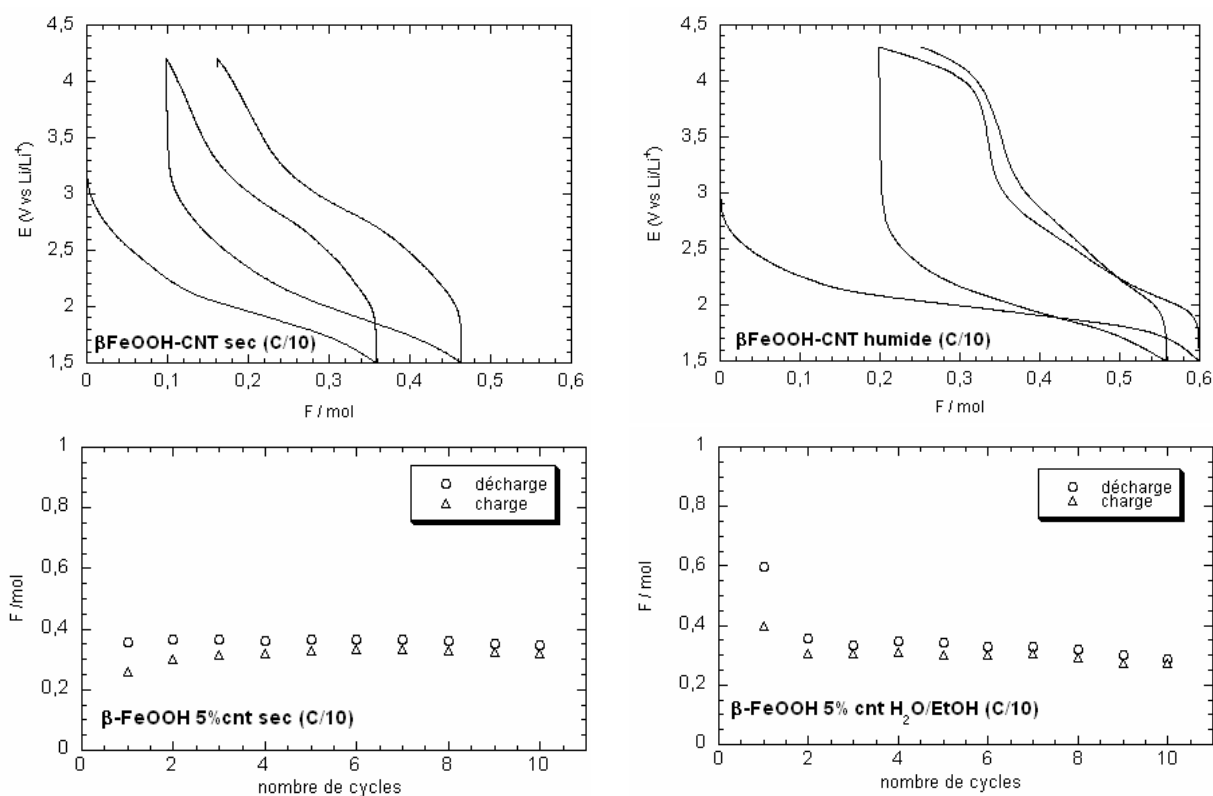 4,5
4
3,5
3
2,5
2
1,5
E (V vs Li/Li⁺)
βFeOOH-CNT sec (C/10)
0 0,1 0,2 0,3 0,4 0,5 0,6
F / mol
4,5
4
3,5
3
2,5
2
1,5
E (V vs Li/Li⁺)
βFeOOH-CNT humide (C/10)
0 0,1 0,2 0,3 0,4 0,5 0,6
F / mol
1
0,8
0,6
0,4
0,2
0
F /mol
décharge
charge
β-FeOOH 5%cnt sec (C/10)
0 2 4 6 8 10
nombre de cycles
1
0,8
0,6
0,4
0,2
0
F / mol
décharge
charge
β-FeOOH 5% cnt H₂O/EtOH (C/10)
0 2 4 6 8 10
nombre de cycles